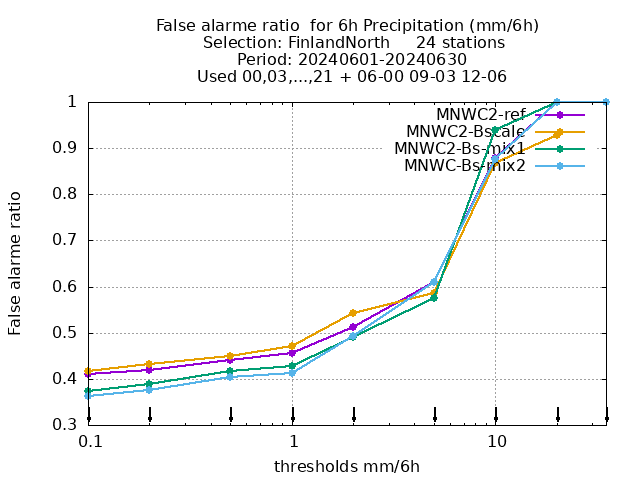 False alarme ratio  for 6h Precipitation (mm/6h)
Selection: FinlandNorth     24 stations
Period: 20240601-20240630
Used 00,03,...,21 + 06-00 09-03 12-06
MNWC2-ref
MNWC2-Bscale
MNWC2-Bs-mix1
MNWC-Bs-mix2
1
0.9
0.8
0.7
0.6
0.5
0.4
0.3
False alarme ratio
0.1 1 10
thresholds mm/6h